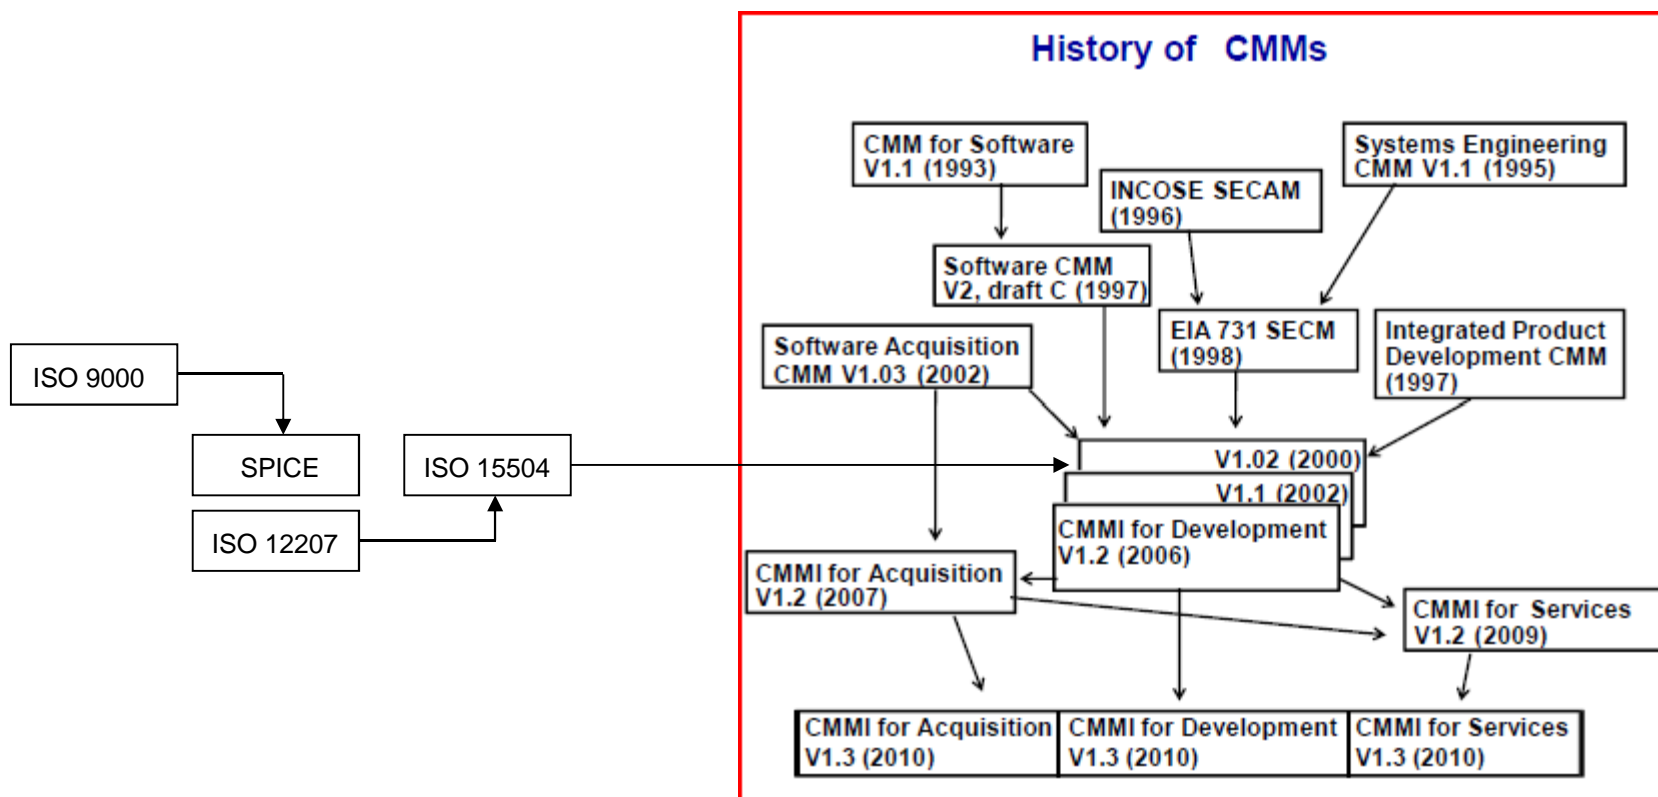 History of CMMs
CMM for Software
V1.1 (1993)
Systems Engineering
CMM V1.1 (1995)
INCOSE SECAM
(1996)
Software CMM
V2, draft C (1997)
EIA 731 SECM
(1998)
Integrated Product
Development CMM
(1997)
Software Acquisition
CMM V1.03 (2002)
ISO 9000
SPICE
ISO 15504
ISO 12207
V1.02 (2000)
V1.1 (2002)
CMMI for Development
V1.2 (2006)
CMMI for Acquisition
V1.2 (2007)
CMMI for Services
V1.2 (2009)
CMMI for Acquisition
V1.3 (2010)
CMMI for Development
V1.3 (2010)
CMMI for Services
V1.3 (2010)